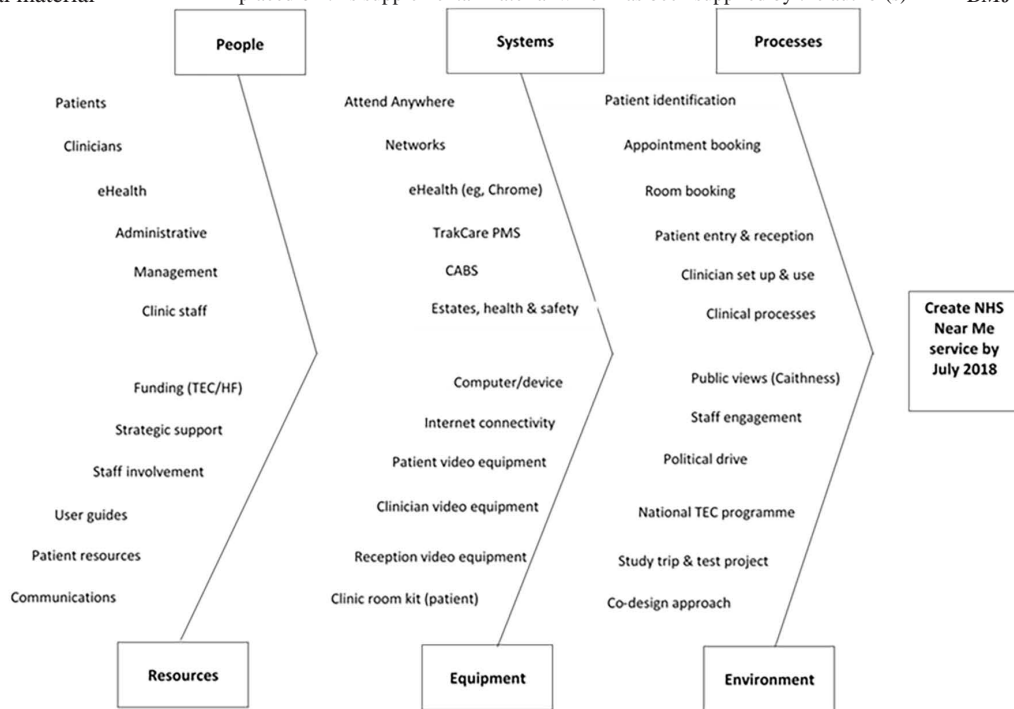 People
Systems
Processes
Patients
Clinicians
eHealth
Administrative
Management
Clinic staff
Attend Anywhere
Networks
eHealth (eg, Chrome)
TrakCare PMS
CABS
Estates, health & safety
Patient identification
Appointment booking
Room booking
Patient entry & reception
Clinician set up & use
Clinical processes
Create NHS
Near Me
service by
July 2018
Funding (TEC/HF)
Strategic support
Staff involvement
User guides
Patient resources
Communications
Computer/device
Internet connectivity
Patient video equipment
Clinician video equipment
Reception video equipment
Clinic room kit (patient)
Public views (Caithness)
Staff engagement
Political drive
National TEC programme
Study trip & test project
Co-design approach
Resources
Equipment
Environment